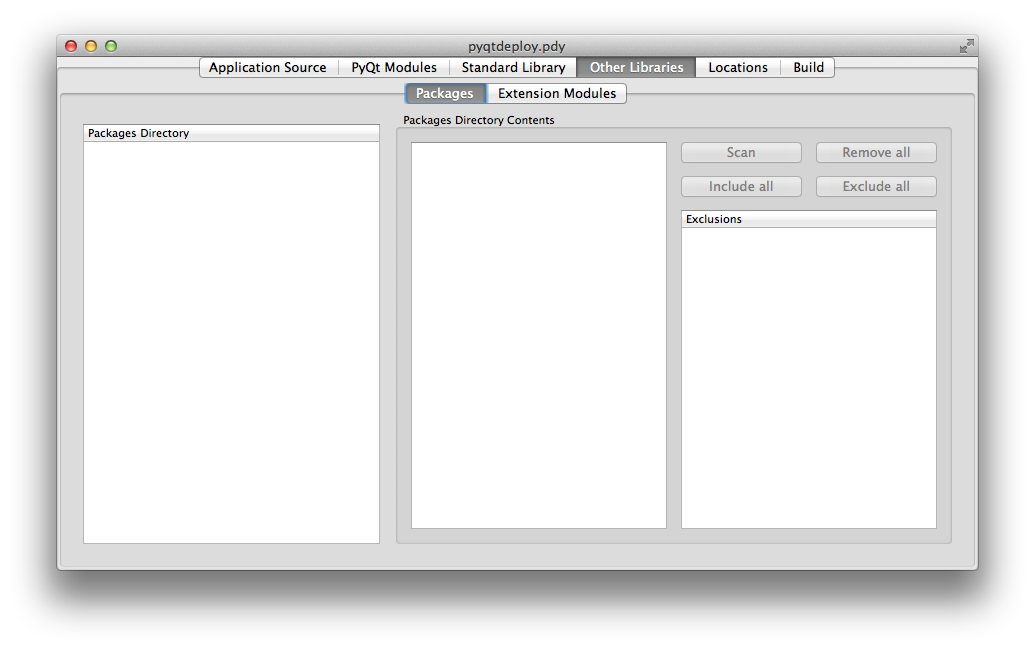 pyqtdeploy.pdy
Application Source PyQt Modules Standard Library Other Libraries Locations Build
Packages Extension Modules
Packages Directory
Packages Directory Contents
Scan Remove all
Include all Exclude all
Exclusions